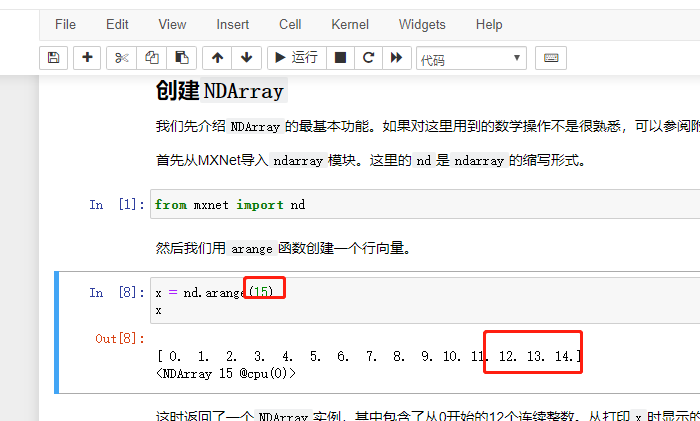 File Edit View Insert Cell Kernel Widgets Help
运行 代码
创建 NDArray
我们先介绍 NDArray 的最基本功能。如果对这里用到的数学操作不是很熟悉，可以参阅附
首先从MXNet导入 ndarray 模块。这里的 nd 是 ndarray 的缩写形式。
In [1]: from mxnet import nd
然后我们用 arange 函数创建一个行向量。
In [8]: x = nd.arange(15)
x
Out[8]:
[ 0. 1. 2. 3. 4. 5. 6. 7. 8. 9. 10. 11. 12. 13. 14.]
<NDArray 15 @cpu(0)>
这时返回了一个 NDArray 实例，其中包含了从0开始的12个连续整数。从打印 x 时显示的